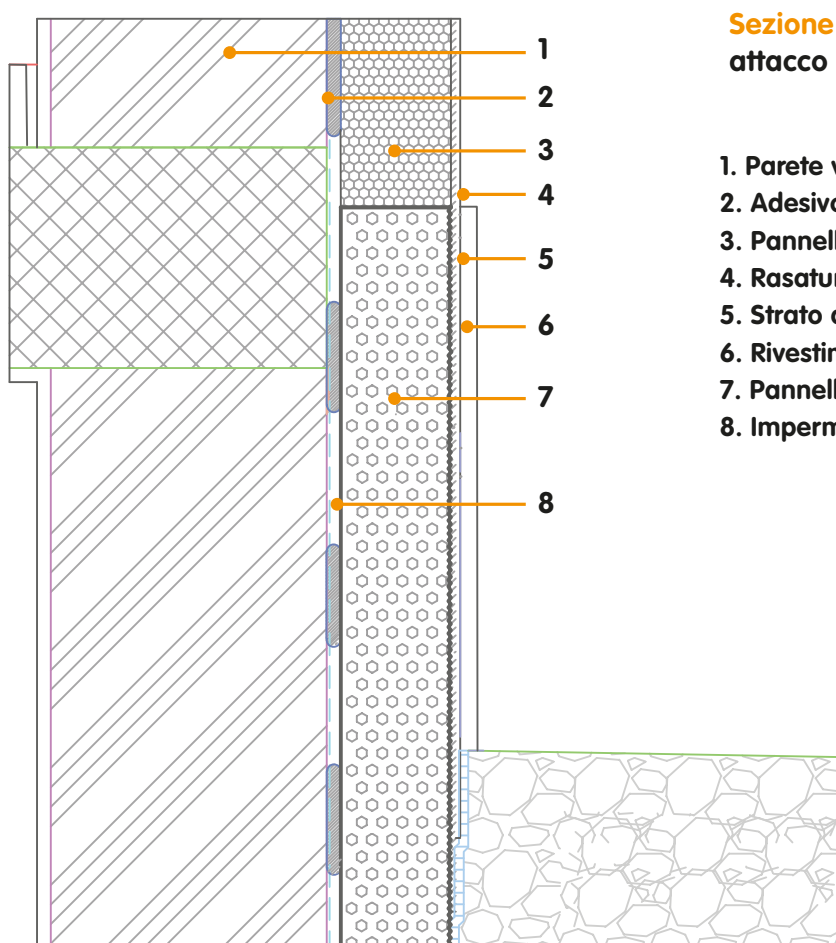 Sezione
attacco
1
2
3
4
5
6
7
8
1. Parete
2. Adesivo
3. Pannell
4. Rasatur
5. Strato
6. Rivestin
7. Pannell
8. Imperm